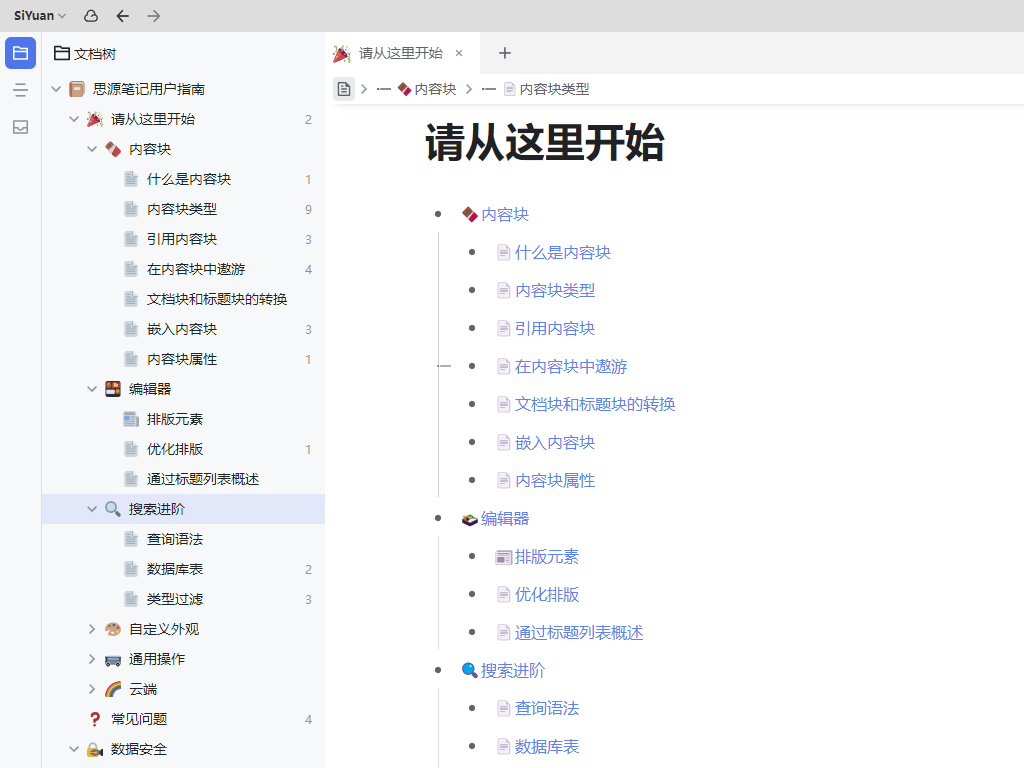 SiYuan
文档树
思源笔记用户指南
请从这里开始 2
内容块
什么是内容块 1
内容块类型 9
引用内容块 3
在内容块中遨游 4
文档块和标题块的转换
嵌入内容块 3
内容块属性 1
编辑器
排版元素
优化排版 1
通过标题列表概述
搜索进阶
查询语法
数据库表 2
类型过滤 3
自定义外观
通用操作
云端
常见问题 4
数据安全
请从这里开始
内容块 内容块类型
请从这里开始
内容块
什么是内容块
内容块类型
引用内容块
在内容块中遨游
文档块和标题块的转换
嵌入内容块
内容块属性
编辑器
排版元素
优化排版
通过标题列表概述
搜索进阶
查询语法
数据库表